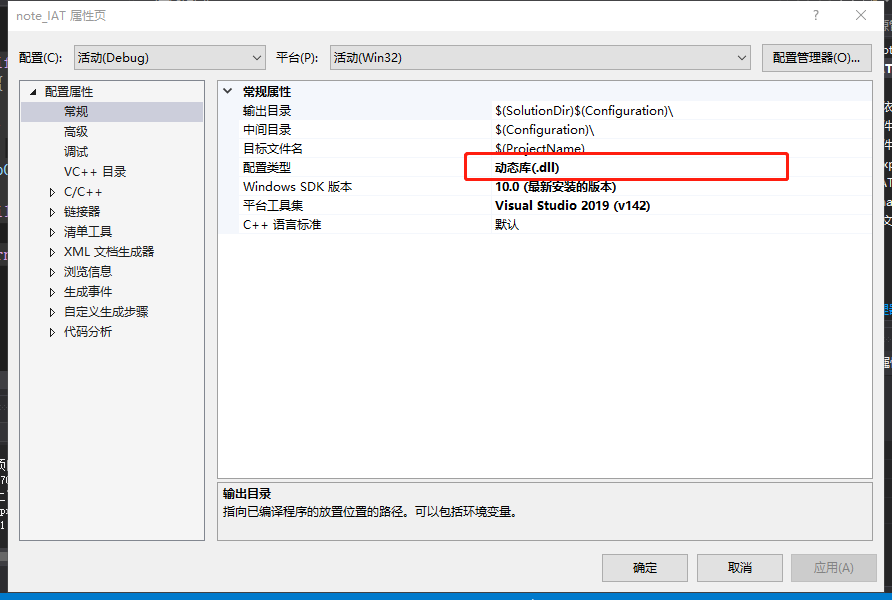 note_IAT 属性页
配置(C): 活动(Debug) 平台(P): 活动(Win32) 配置管理器(O)...
配置属性
常规
高级
调试
VC++ 目录
C/C++
链接器
清单工具
XML 文档生成器
浏览信息
生成事件
自定义生成步骤
代码分析
常规属性
输出目录 $(SolutionDir)$(Configuration)\
中间目录 $(Configuration)\
目标文件名 $(ProjectName)
配置类型 动态库(.dll)
Windows SDK 版本 10.0 (最新安装的版本)
平台工具集 Visual Studio 2019 (v142)
C++ 语言标准 默认
输出目录
指向已编译程序的放置位置的路径。可以包括环境变量。
确定 取消 应用(A)